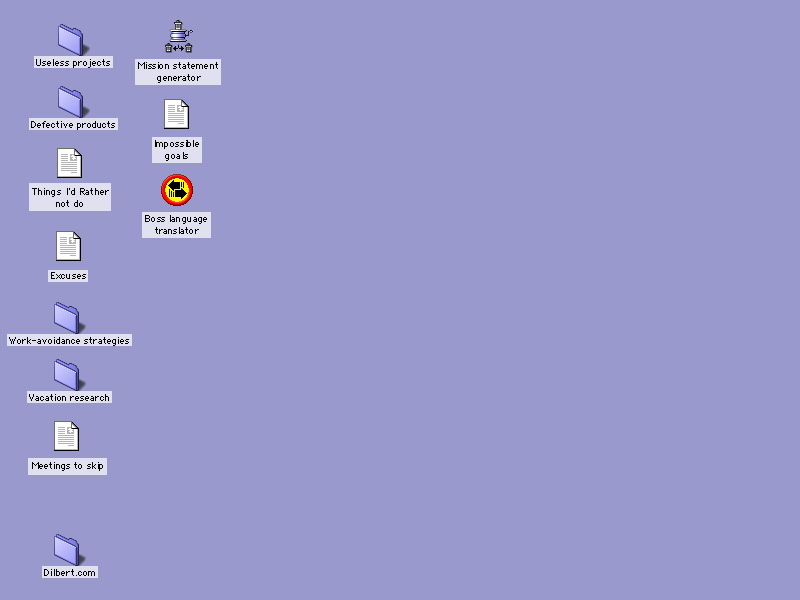 Useless projects
Defective products
Things I'd Rather
not do
Excuses
Work-avoidance strategies
Vacation research
Meetings to skip
Dilbert.com
Mission statement
generator
Impossible
goals
Boss language
translator